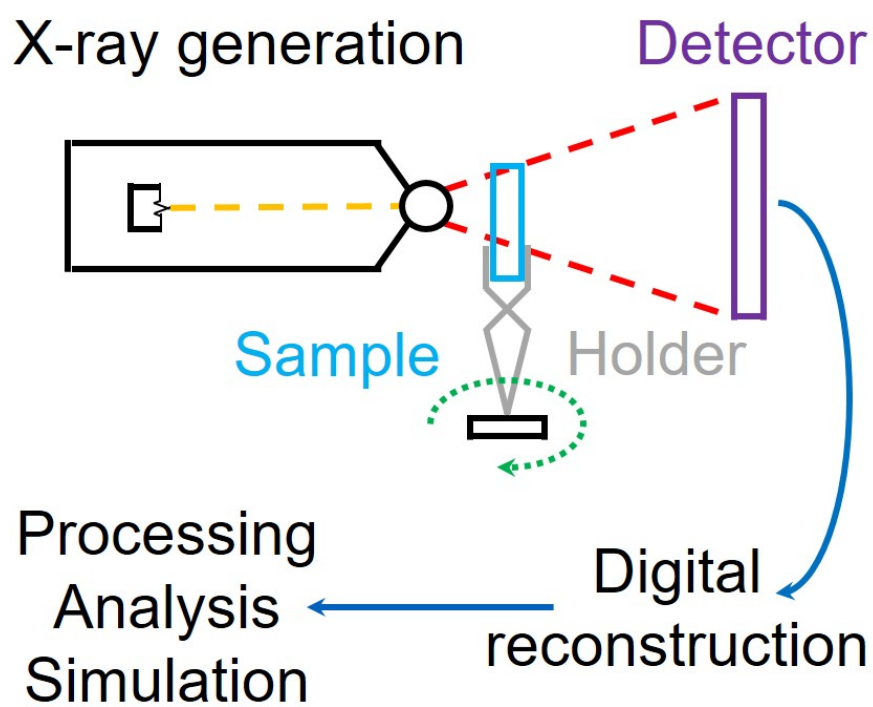 X-ray generation
Detector
Sample
Holder
Processing
Analysis
Simulation
Digital
reconstruction